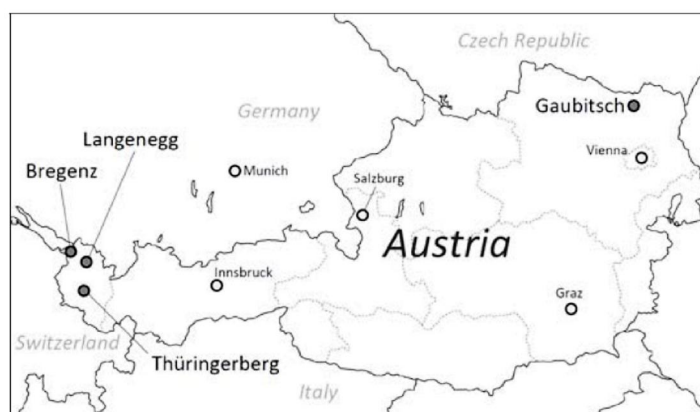 Czech Republic
Germany
Gaubitsch
Langenegg
Vienna
Bregenz
Munich
Salzburg
Austria
Innsbruck
Graz
Switzerland
Thüringerberg
Italy